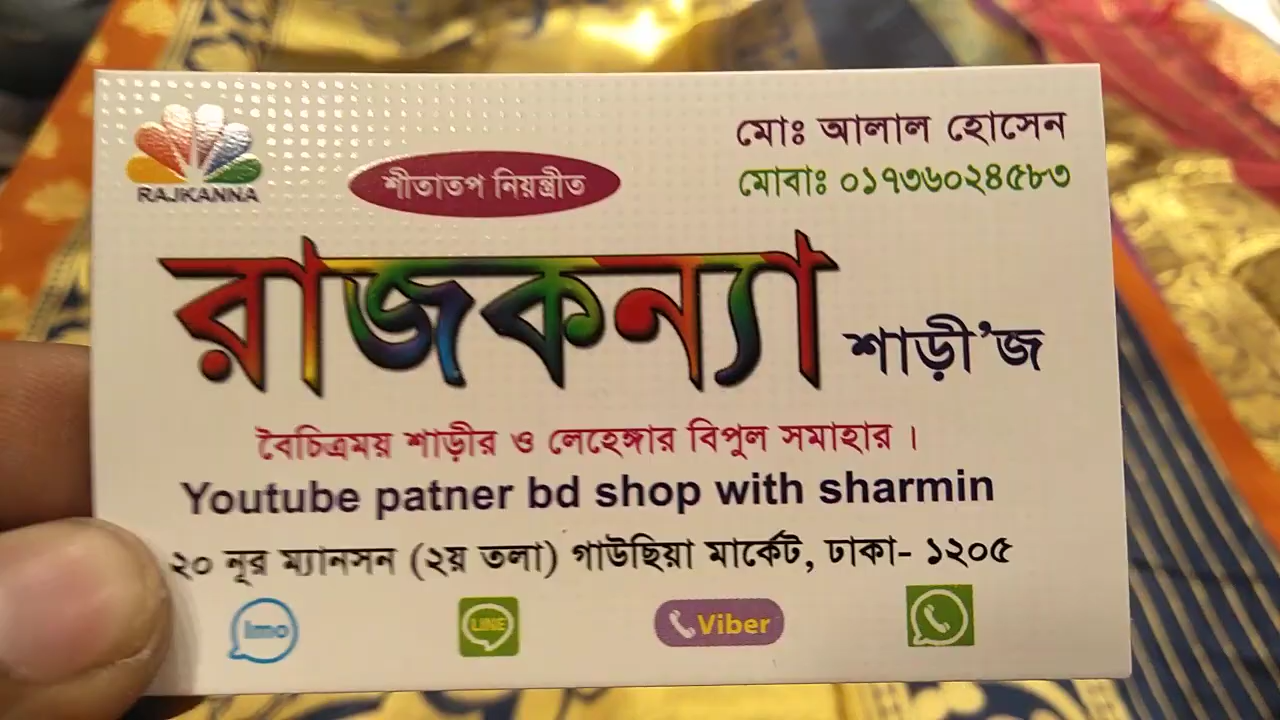 RAJKANNA
শীতাতপ নিয়ন্ত্রীত
মোঃ আলাল হোসেন
মোবাঃ ০১৭৩৬০২৪৫৮৩
রাজকন্যা শাড়ী'জ
বৈচিত্রময় শাড়ীর ও লেহেঙ্গার বিপুল সমাহার ।
Youtube patner bd shop with sharmin
২০ নূর ম্যানসন (২য় তলা) গাউছিয়া মার্কেট, ঢাকা- ১২০৫
Imo LINE Viber